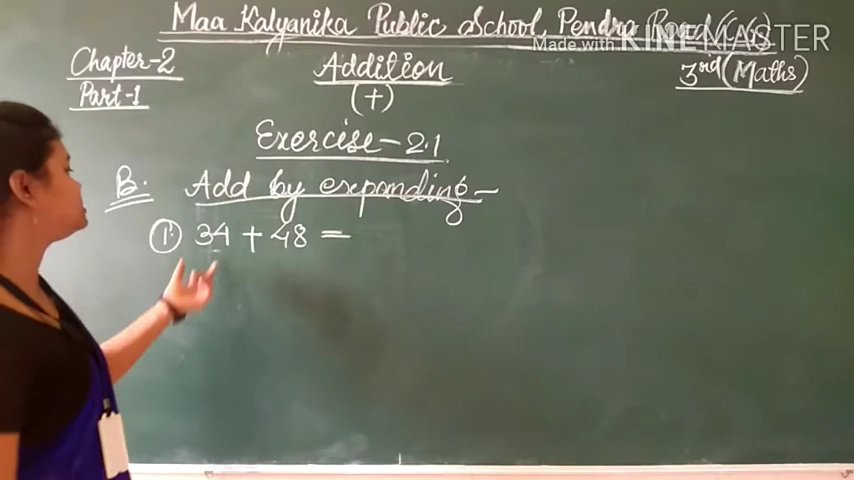 Maa Kalyanika Public School, Pendra Road (C.G)
Made with KINEMASTER
Chapter-2
Addition
3rd (Maths)
Part-1
(+)
Exercise-2.1
B. Add by expanding-
① 34 + 48 =